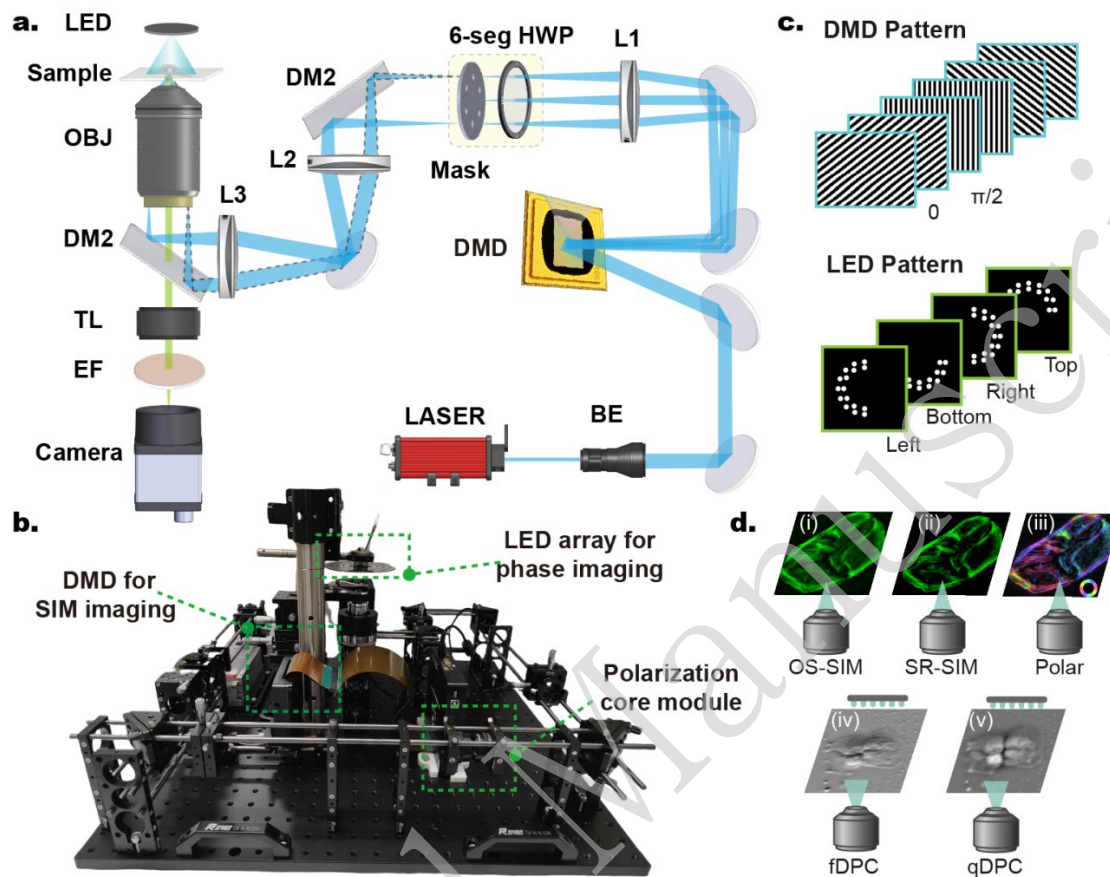 a.
LED
Sample
OBJ
DM2
TL
EF
Camera
L3
L2
DM2
6-seg HWP
Mask
L1
DMD
LASER
BE
b.
DMD for
SIM imaging
LED array for
phase imaging
Polarization
core module
c.
DMD Pattern
0
π/2
LED Pattern
Left
Bottom
Right
Top
d.
(i)
(ii)
(iii)
OS-SIM
SR-SIM
Polar
(iv)
(v)
fDPC
qDPC